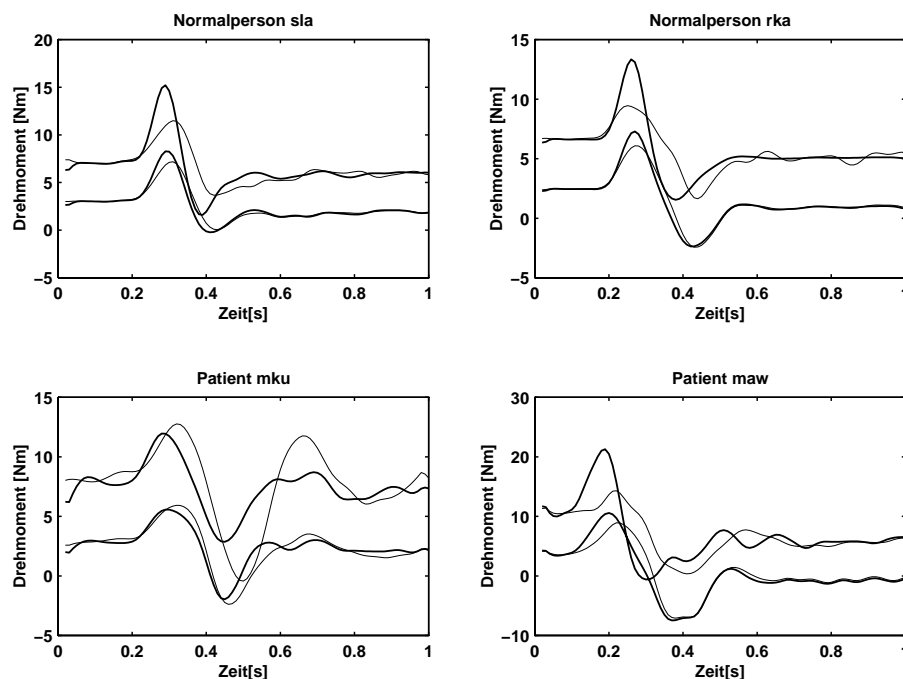 Normalperson sla
20
15
10
5
0
−5
Drehmoment [Nm]
0 0.2 0.4 0.6 0.8 1
Zeit[s]
Normalperson rka
15
10
5
0
−5
Drehmoment [Nm]
0 0.2 0.4 0.6 0.8 1
Zeit[s]
Patient mku
15
10
5
0
−5
Drehmoment [Nm]
0 0.2 0.4 0.6 0.8 1
Zeit[s]
Patient maw
30
20
10
0
−10
Drehmoment [Nm]
0 0.2 0.4 0.6 0.8 1
Zeit[s]